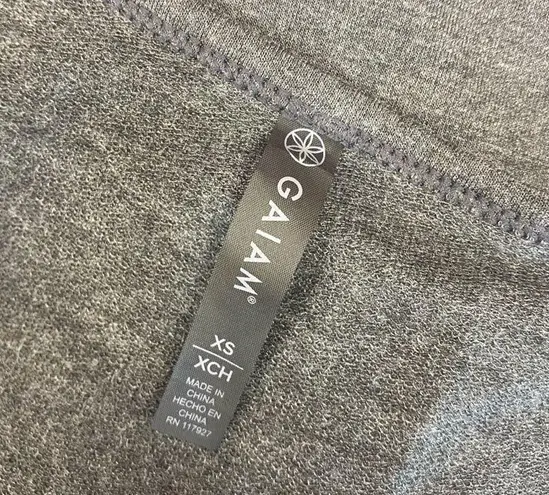 GAIAM®
XS
XCH
MADE IN
CHINA
HECHO EN
CHINA
RN 117927